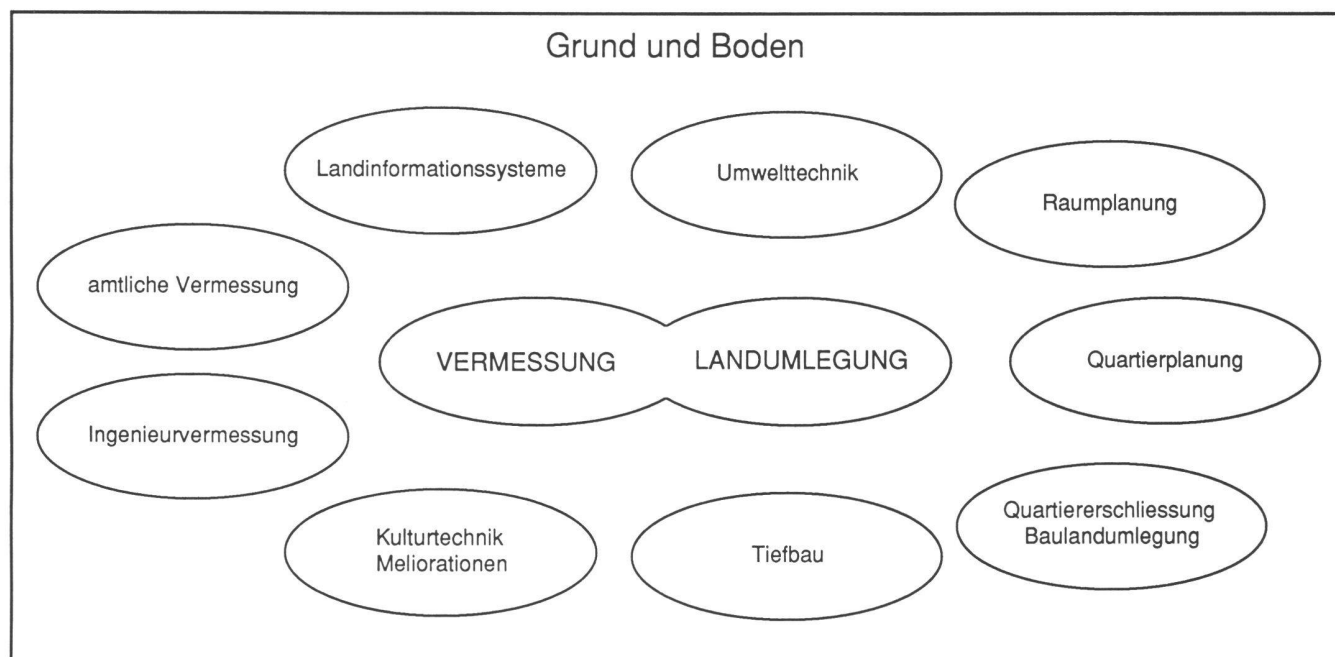 Grund und Boden
Landinformationssysteme
Umwelttechnik
Raumplanung
amtliche Vermessung
VERMESSUNG
LANDUMLEGUNG
Quartierplanung
Ingenieurvermessung
Kulturtechnik
Meliorationen
Tiefbau
Quartiererschliessung
Baulandumlegung